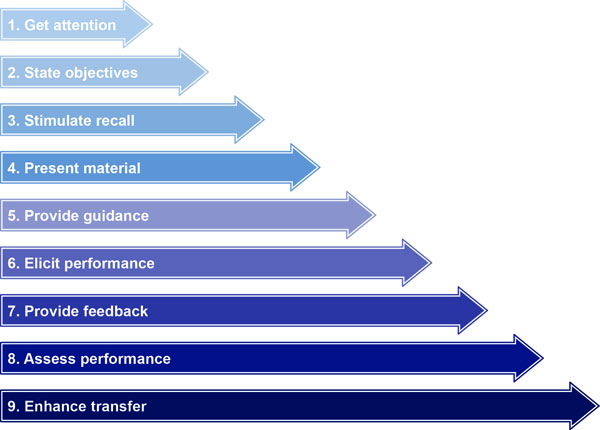 1. Get attention
2. State objectives
3. Stimulate recall
4. Present material
5. Provide guidance
6. Elicit performance
7. Provide feedback
8. Assess performance
9. Enhance transfer